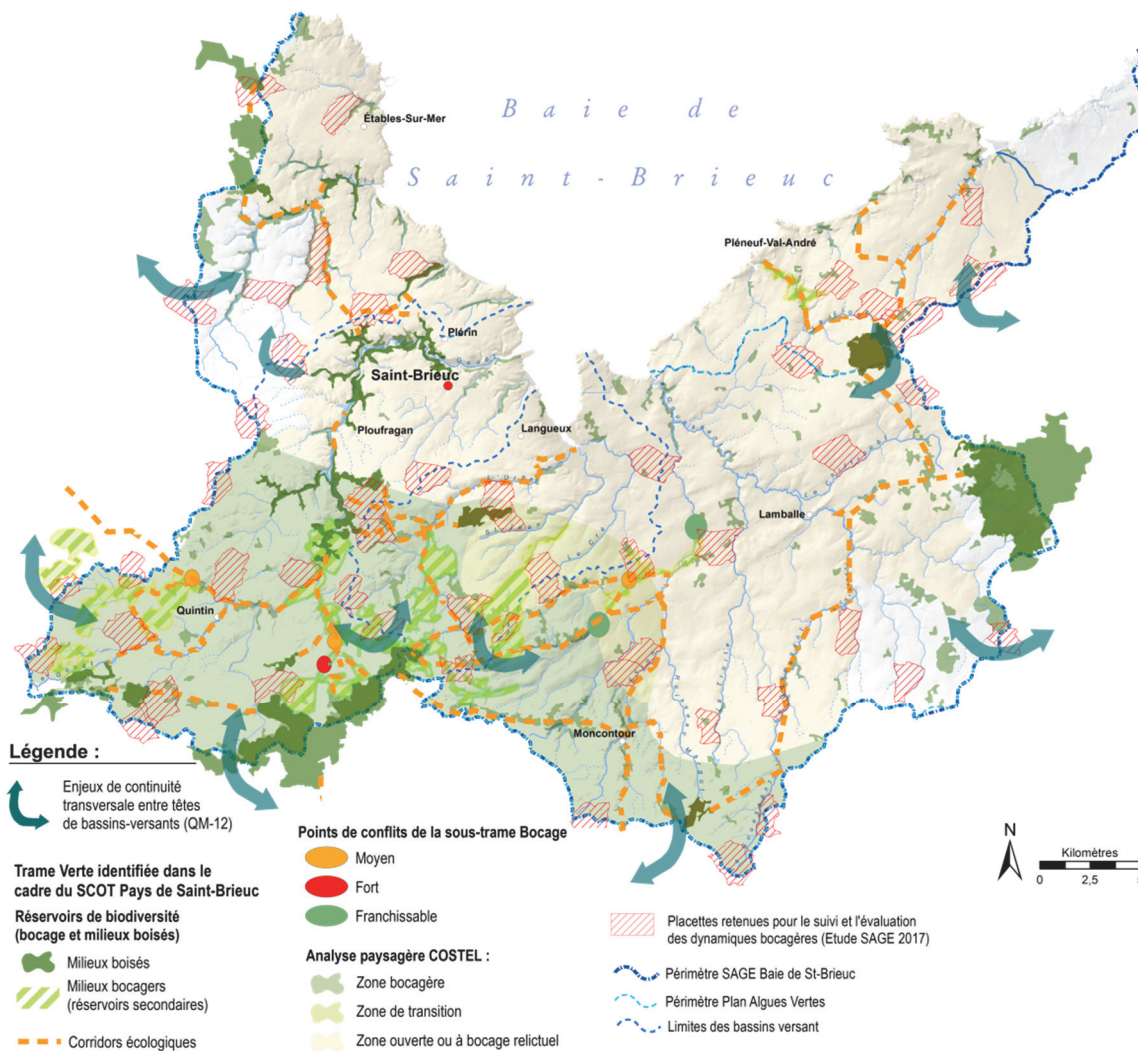 Baie de
Saint-Brieuc
Étables-Sur-Mer
Pléneuf-Val-André
Plérin
Saint-Brieuc
Ploufragan
Langueux
Lamballe
Quintin
Moncontour
Légende :
Enjeux de continuité
transversale entre têtes
de bassins-versants (QM-12)
Trame Verte identifiée dans le
cadre du SCOT Pays de Saint-Brieuc
Réservoirs de biodiversité
(bocage et milieux boisés)
Milieux boisés
Milieux bocagers
(réservoirs secondaires)
Corridors écologiques
Points de conflits de la sous-trame Bocage
Moyen
Fort
Franchissable
Analyse paysagère COSTEL :
Zone bocagère
Zone de transition
Zone ouverte ou à bocage relictuel
Placettes retenues pour le suivi et l'évaluation
des dynamiques bocagères (Etude SAGE 2017)
Périmètre SAGE Baie de St-Brieuc
Périmètre Plan Algues Vertes
Limites des bassins versant
N
Kilomètres
0 2,5